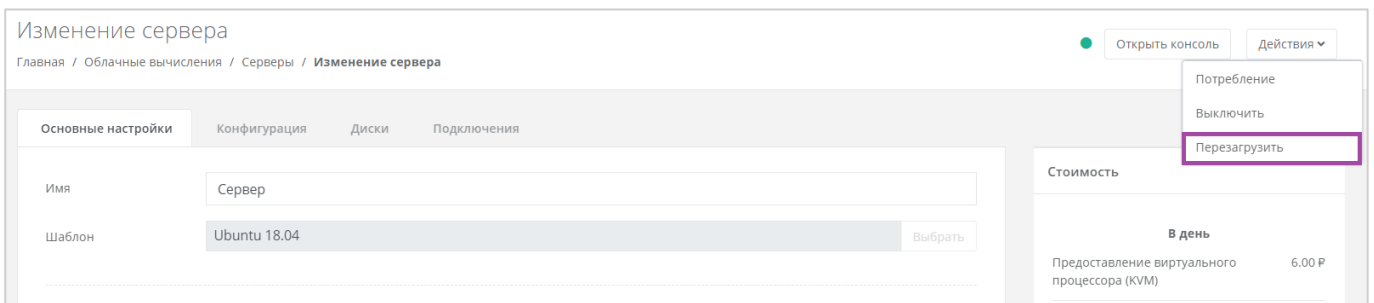 Изменение сервера
Открыть консоль
Действия
Главная / Облачные вычисления / Серверы / Изменение сервера
Потребление
Выключить
Перезагрузить
Основные настройки
Конфигурация
Диски
Подключения
Стоимость
Имя
Сервер
Шаблон
Ubuntu 18.04
Выбрать
В день
Предоставление виртуального
процессора (KVM)
6.00 ₽